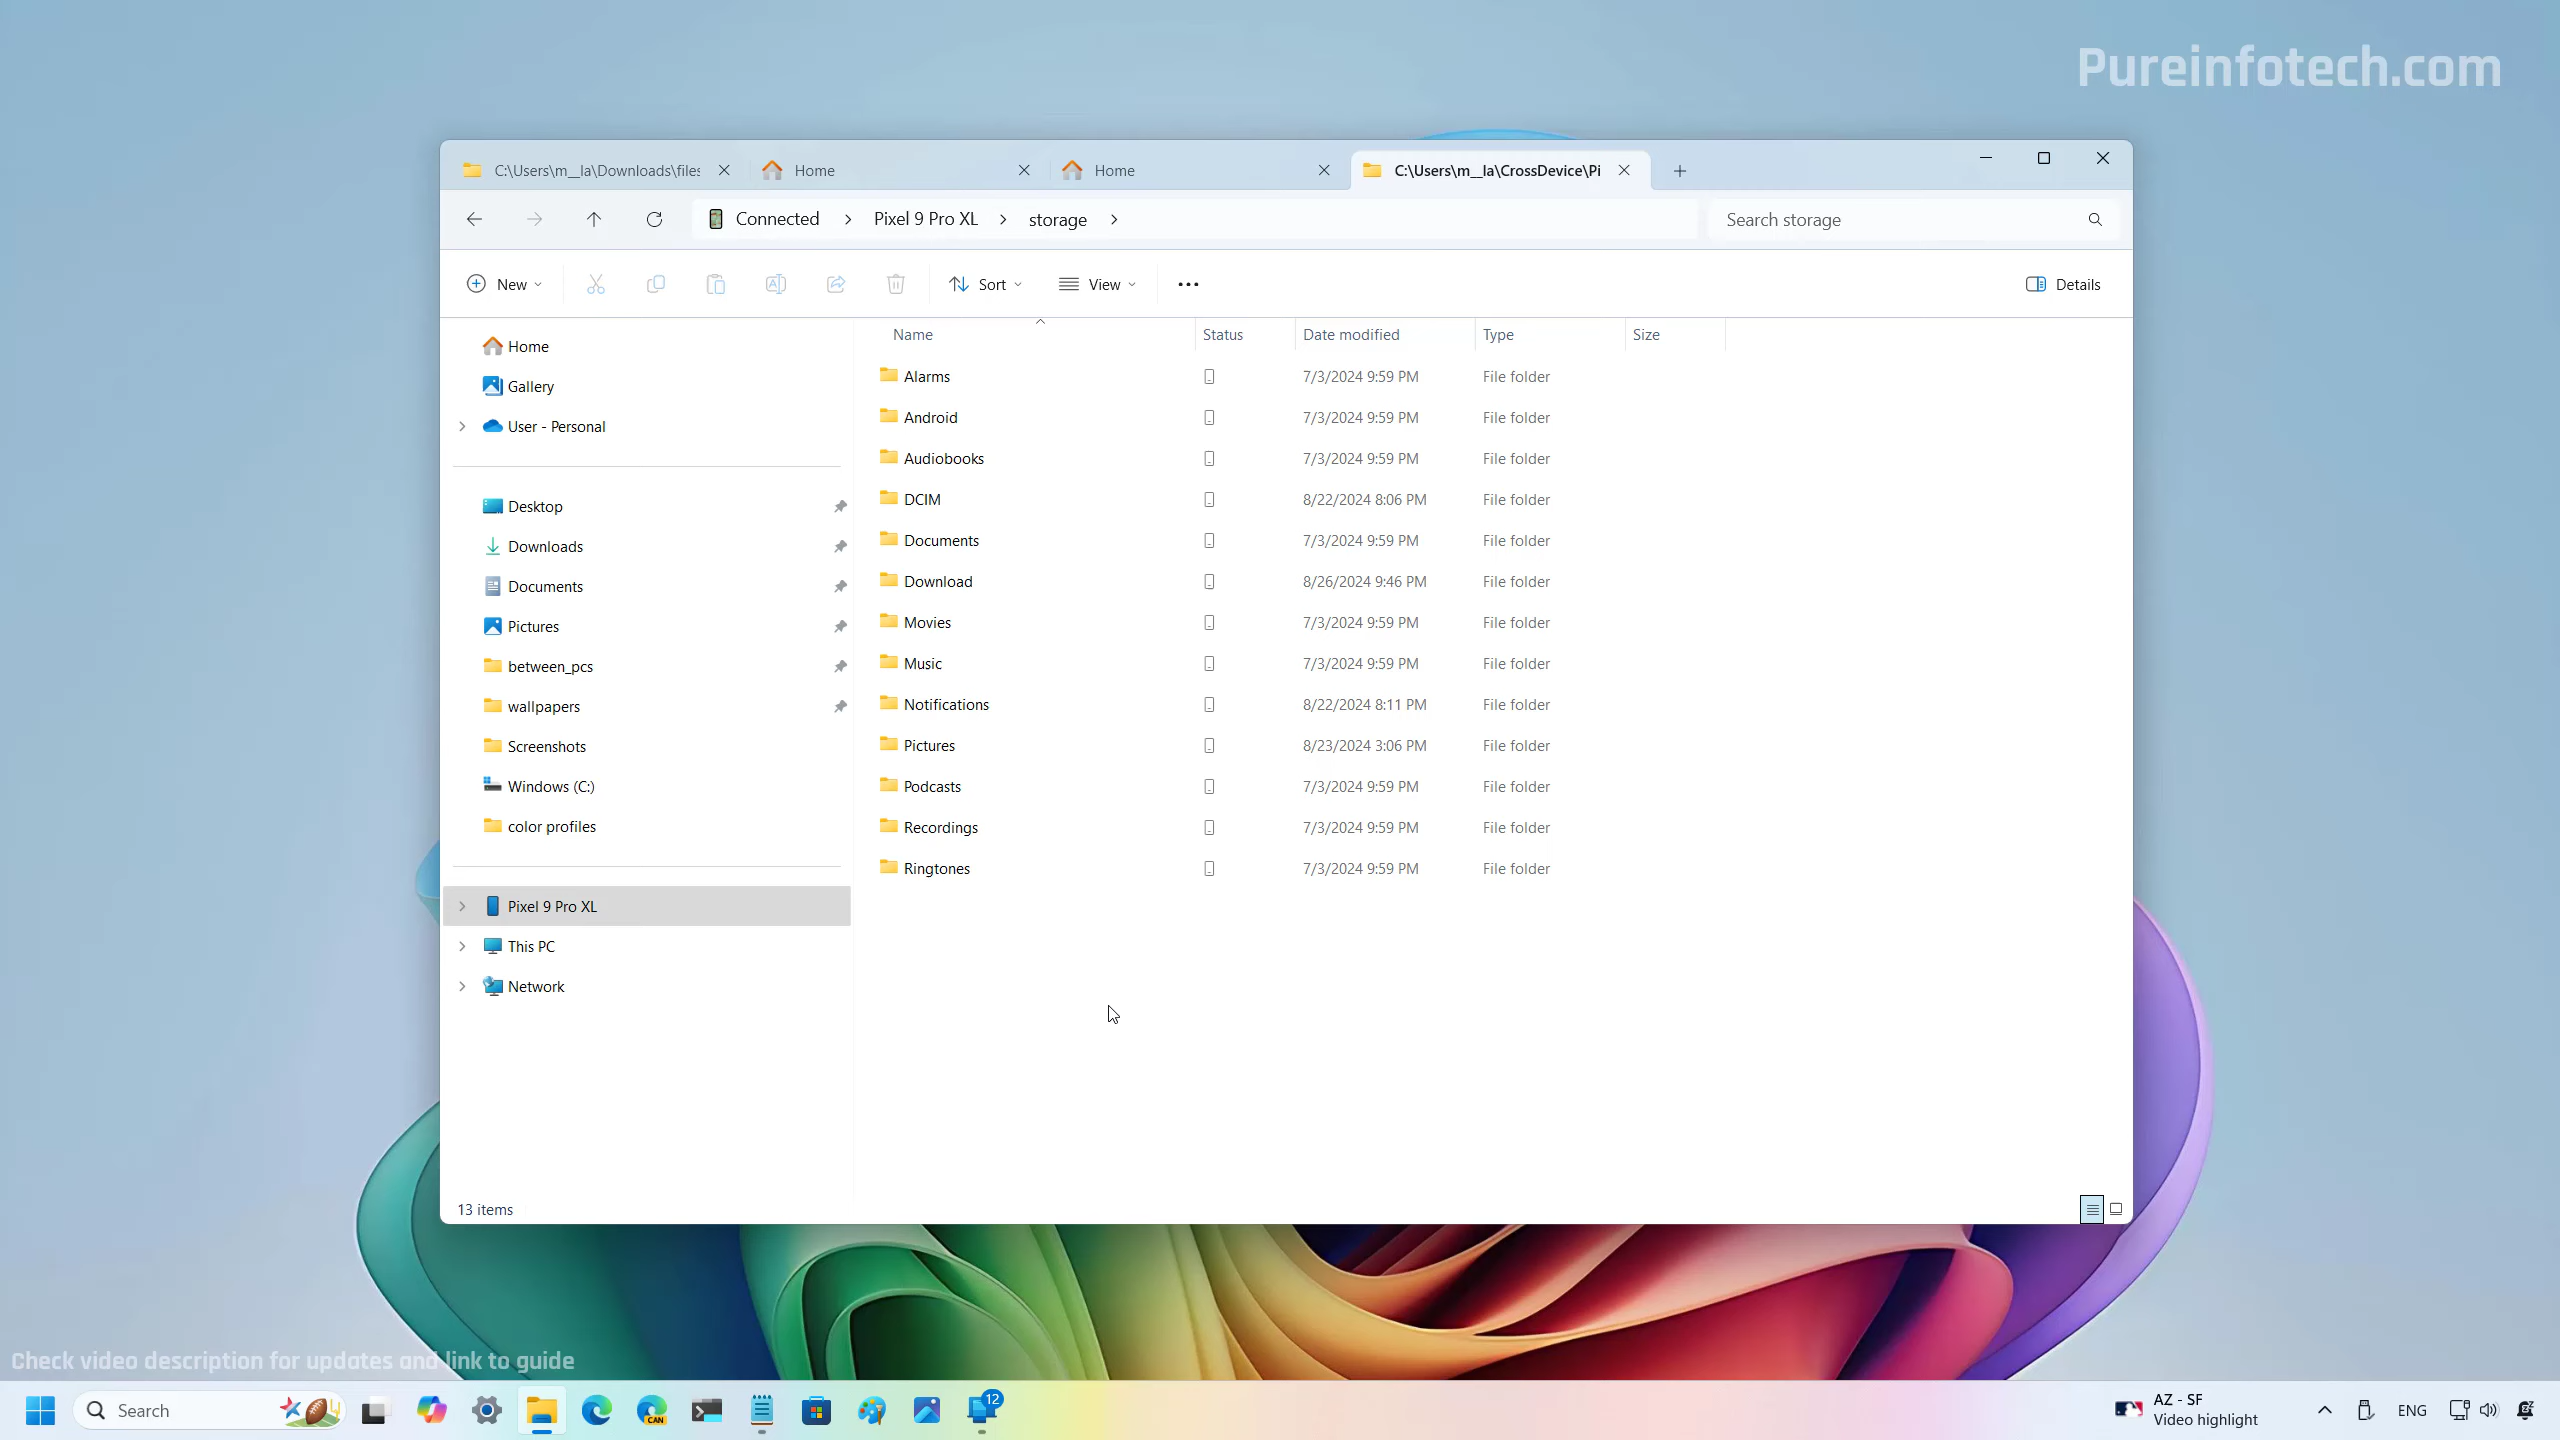 Pureinfotech.com
C:\Users\m__la\Downloads\files
Home
Home
C:\Users\m__la\CrossDevice\Pi
Connected > Pixel 9 Pro XL > storage >
Search storage
New
Sort
View
Details
Name Status Date modified Type Size
Home
Gallery
User - Personal
Desktop
Downloads
Documents
Pictures
between_pcs
wallpapers
Screenshots
Windows (C:)
color profiles
Pixel 9 Pro XL
This PC
Network
Alarms 7/3/2024 9:59 PM File folder
Android 7/3/2024 9:59 PM File folder
Audiobooks 7/3/2024 9:59 PM File folder
DCIM 8/22/2024 8:06 PM File folder
Documents 7/3/2024 9:59 PM File folder
Download 8/26/2024 9:46 PM File folder
Movies 7/3/2024 9:59 PM File folder
Music 7/3/2024 9:59 PM File folder
Notifications 8/22/2024 8:11 PM File folder
Pictures 8/23/2024 3:06 PM File folder
Podcasts 7/3/2024 9:59 PM File folder
Recordings 7/3/2024 9:59 PM File folder
Ringtones 7/3/2024 9:59 PM File folder
13 items
Check video description for updates and link to guide
Search
CAN
12
AZ - SF
Video highlight
ENG